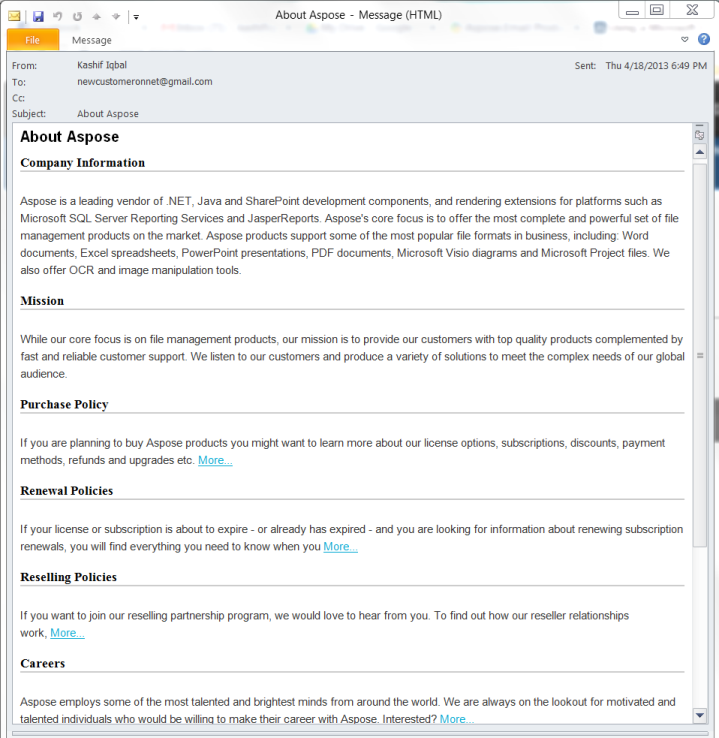 About Aspose - Message (HTML)
File Message
From: Kashif Iqbal Sent: Thu 4/18/2013 6:49 PM
To: newcustomeronnet@gmail.com
Cc:
Subject: About Aspose
About Aspose
Company Information
Aspose is a leading vendor of .NET, Java and SharePoint development components, and rendering extensions for platforms such as
Microsoft SQL Server Reporting Services and JasperReports. Aspose's core focus is to offer the most complete and powerful set of file
management products on the market. Aspose products support some of the most popular file formats in business, including: Word
documents, Excel spreadsheets, PowerPoint presentations, PDF documents, Microsoft Visio diagrams and Microsoft Project files. We
also offer OCR and image manipulation tools.
Mission
While our core focus is on file management products, our mission is to provide our customers with top quality products complemented by
fast and reliable customer support. We listen to our customers and produce a variety of solutions to meet the complex needs of our global
audience.
Purchase Policy
If you are planning to buy Aspose products you might want to learn more about our license options, subscriptions, discounts, payment
methods, refunds and upgrades etc. More...
Renewal Policies
If your license or subscription is about to expire - or already has expired - and you are looking for information about renewing subscription
renewals, you will find everything you need to know when you More...
Reselling Policies
If you want to join our reselling partnership program, we would love to hear from you. To find out how our reseller relationships
work, More...
Careers
Aspose employs some of the most talented and brightest minds from around the world. We are always on the lookout for motivated and
talented individuals who would be willing to make their career with Aspose. Interested? More...